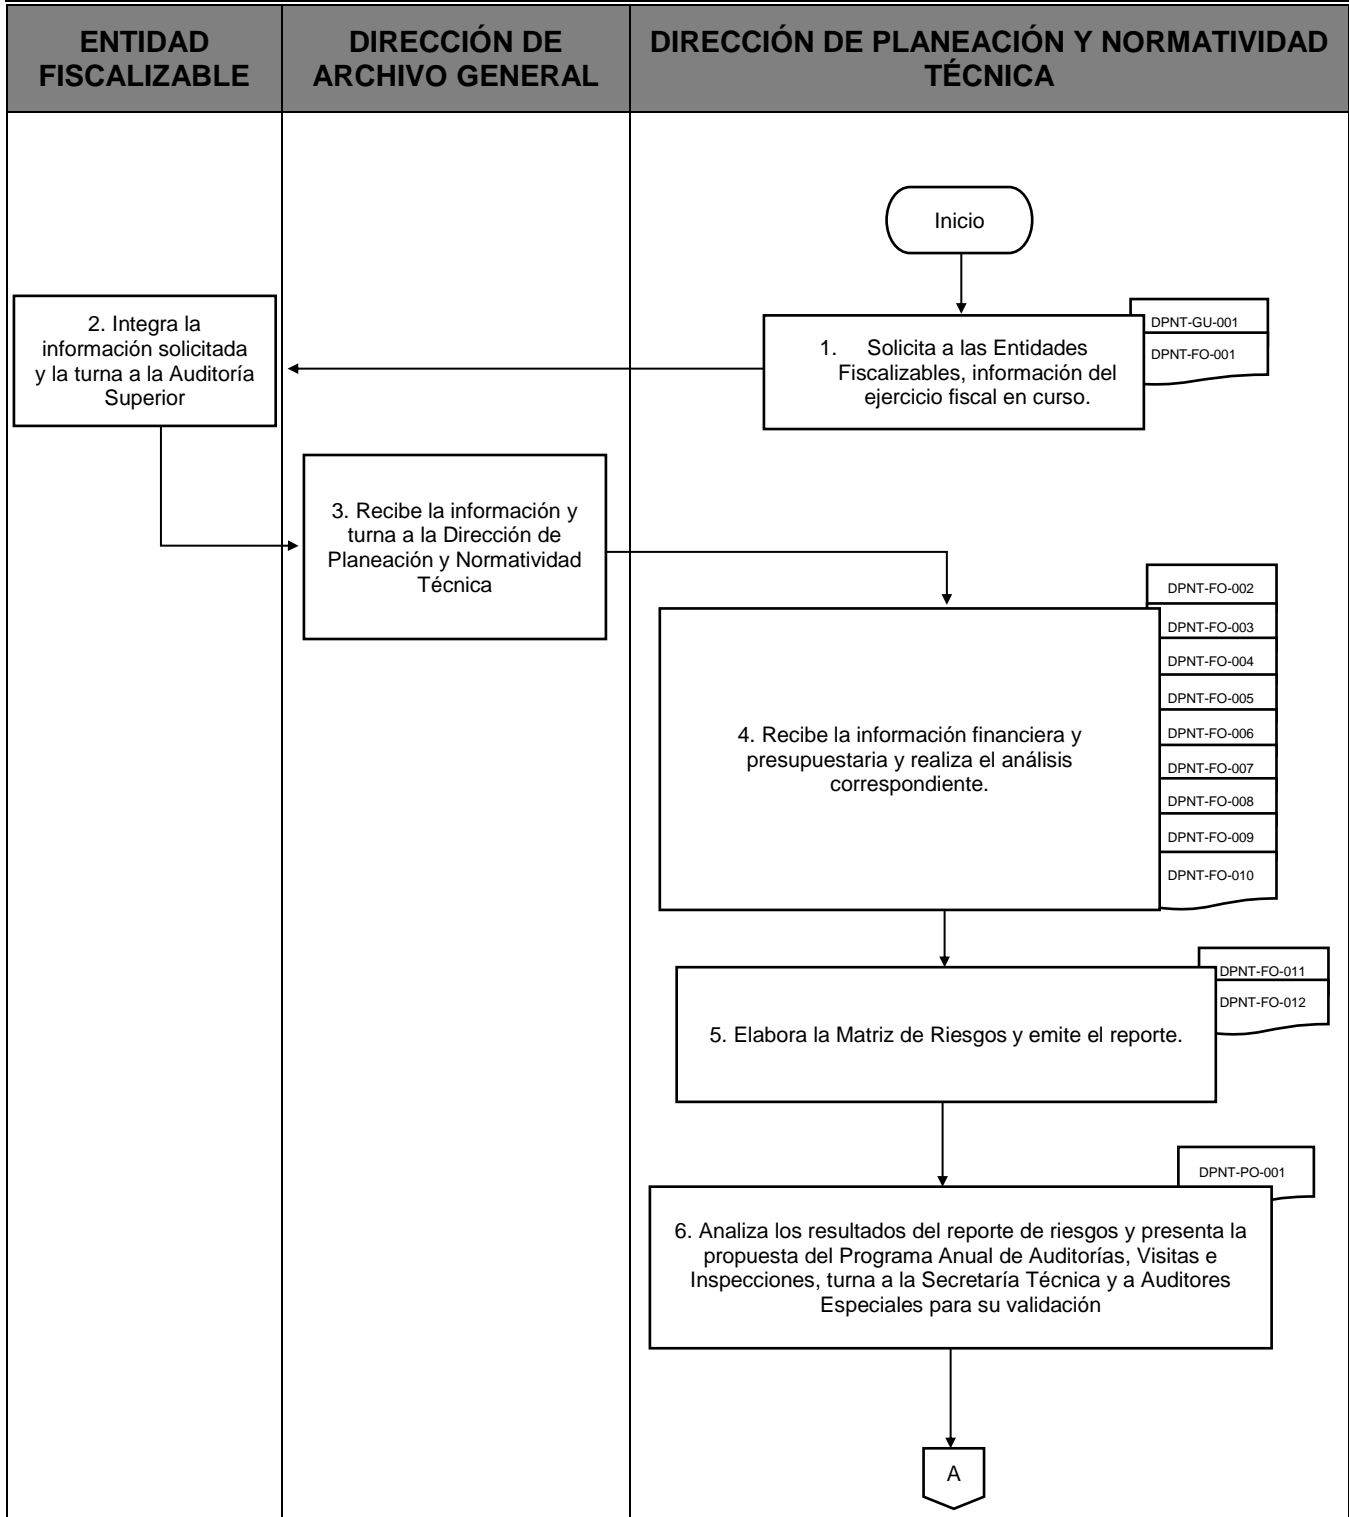 ENTIDAD
FISCALIZABLE
DIRECCIÓN DE
ARCHIVO GENERAL
DIRECCIÓN DE PLANEACIÓN Y NORMATIVIDAD
TÉCNICA
Inicio
1. Solicita a las Entidades
Fiscalizables, información del
ejercicio fiscal en curso.
DPNT-GU-001
DPNT-FO-001
2. Integra la
información solicitada
y la turna a la Auditoría
Superior
3. Recibe la información y
turna a la Dirección de
Planeación y Normatividad
Técnica
4. Recibe la información financiera y
presupuestaria y realiza el análisis
correspondiente.
DPNT-FO-002
DPNT-FO-003
DPNT-FO-004
DPNT-FO-005
DPNT-FO-006
DPNT-FO-007
DPNT-FO-008
DPNT-FO-009
DPNT-FO-010
5. Elabora la Matriz de Riesgos y emite el reporte.
DPNT-FO-011
DPNT-FO-012
DPNT-PO-001
6. Analiza los resultados del reporte de riesgos y presenta la
propuesta del Programa Anual de Auditorías, Visitas e
Inspecciones, turna a la Secretaría Técnica y a Auditores
Especiales para su validación
A